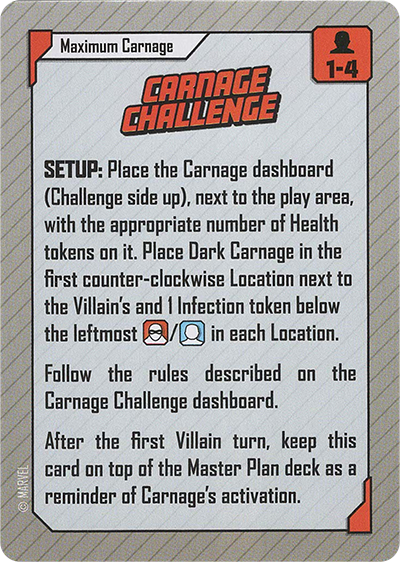 Maximum Carnage
1-4
CARNAGE
CHALLENGE
SETUP: Place the Carnage dashboard
(Challenge side up), next to the play area,
with the appropriate number of Health
tokens on it. Place Dark Carnage in the
first counter-clockwise Location next to
the Villain's and 1 Infection token below
the leftmost / in each Location.
Follow the rules described on the
Carnage Challenge dashboard.
After the first Villain turn, keep this
card on top of the Master Plan deck as a
reminder of Carnage's activation.
© MARVEL